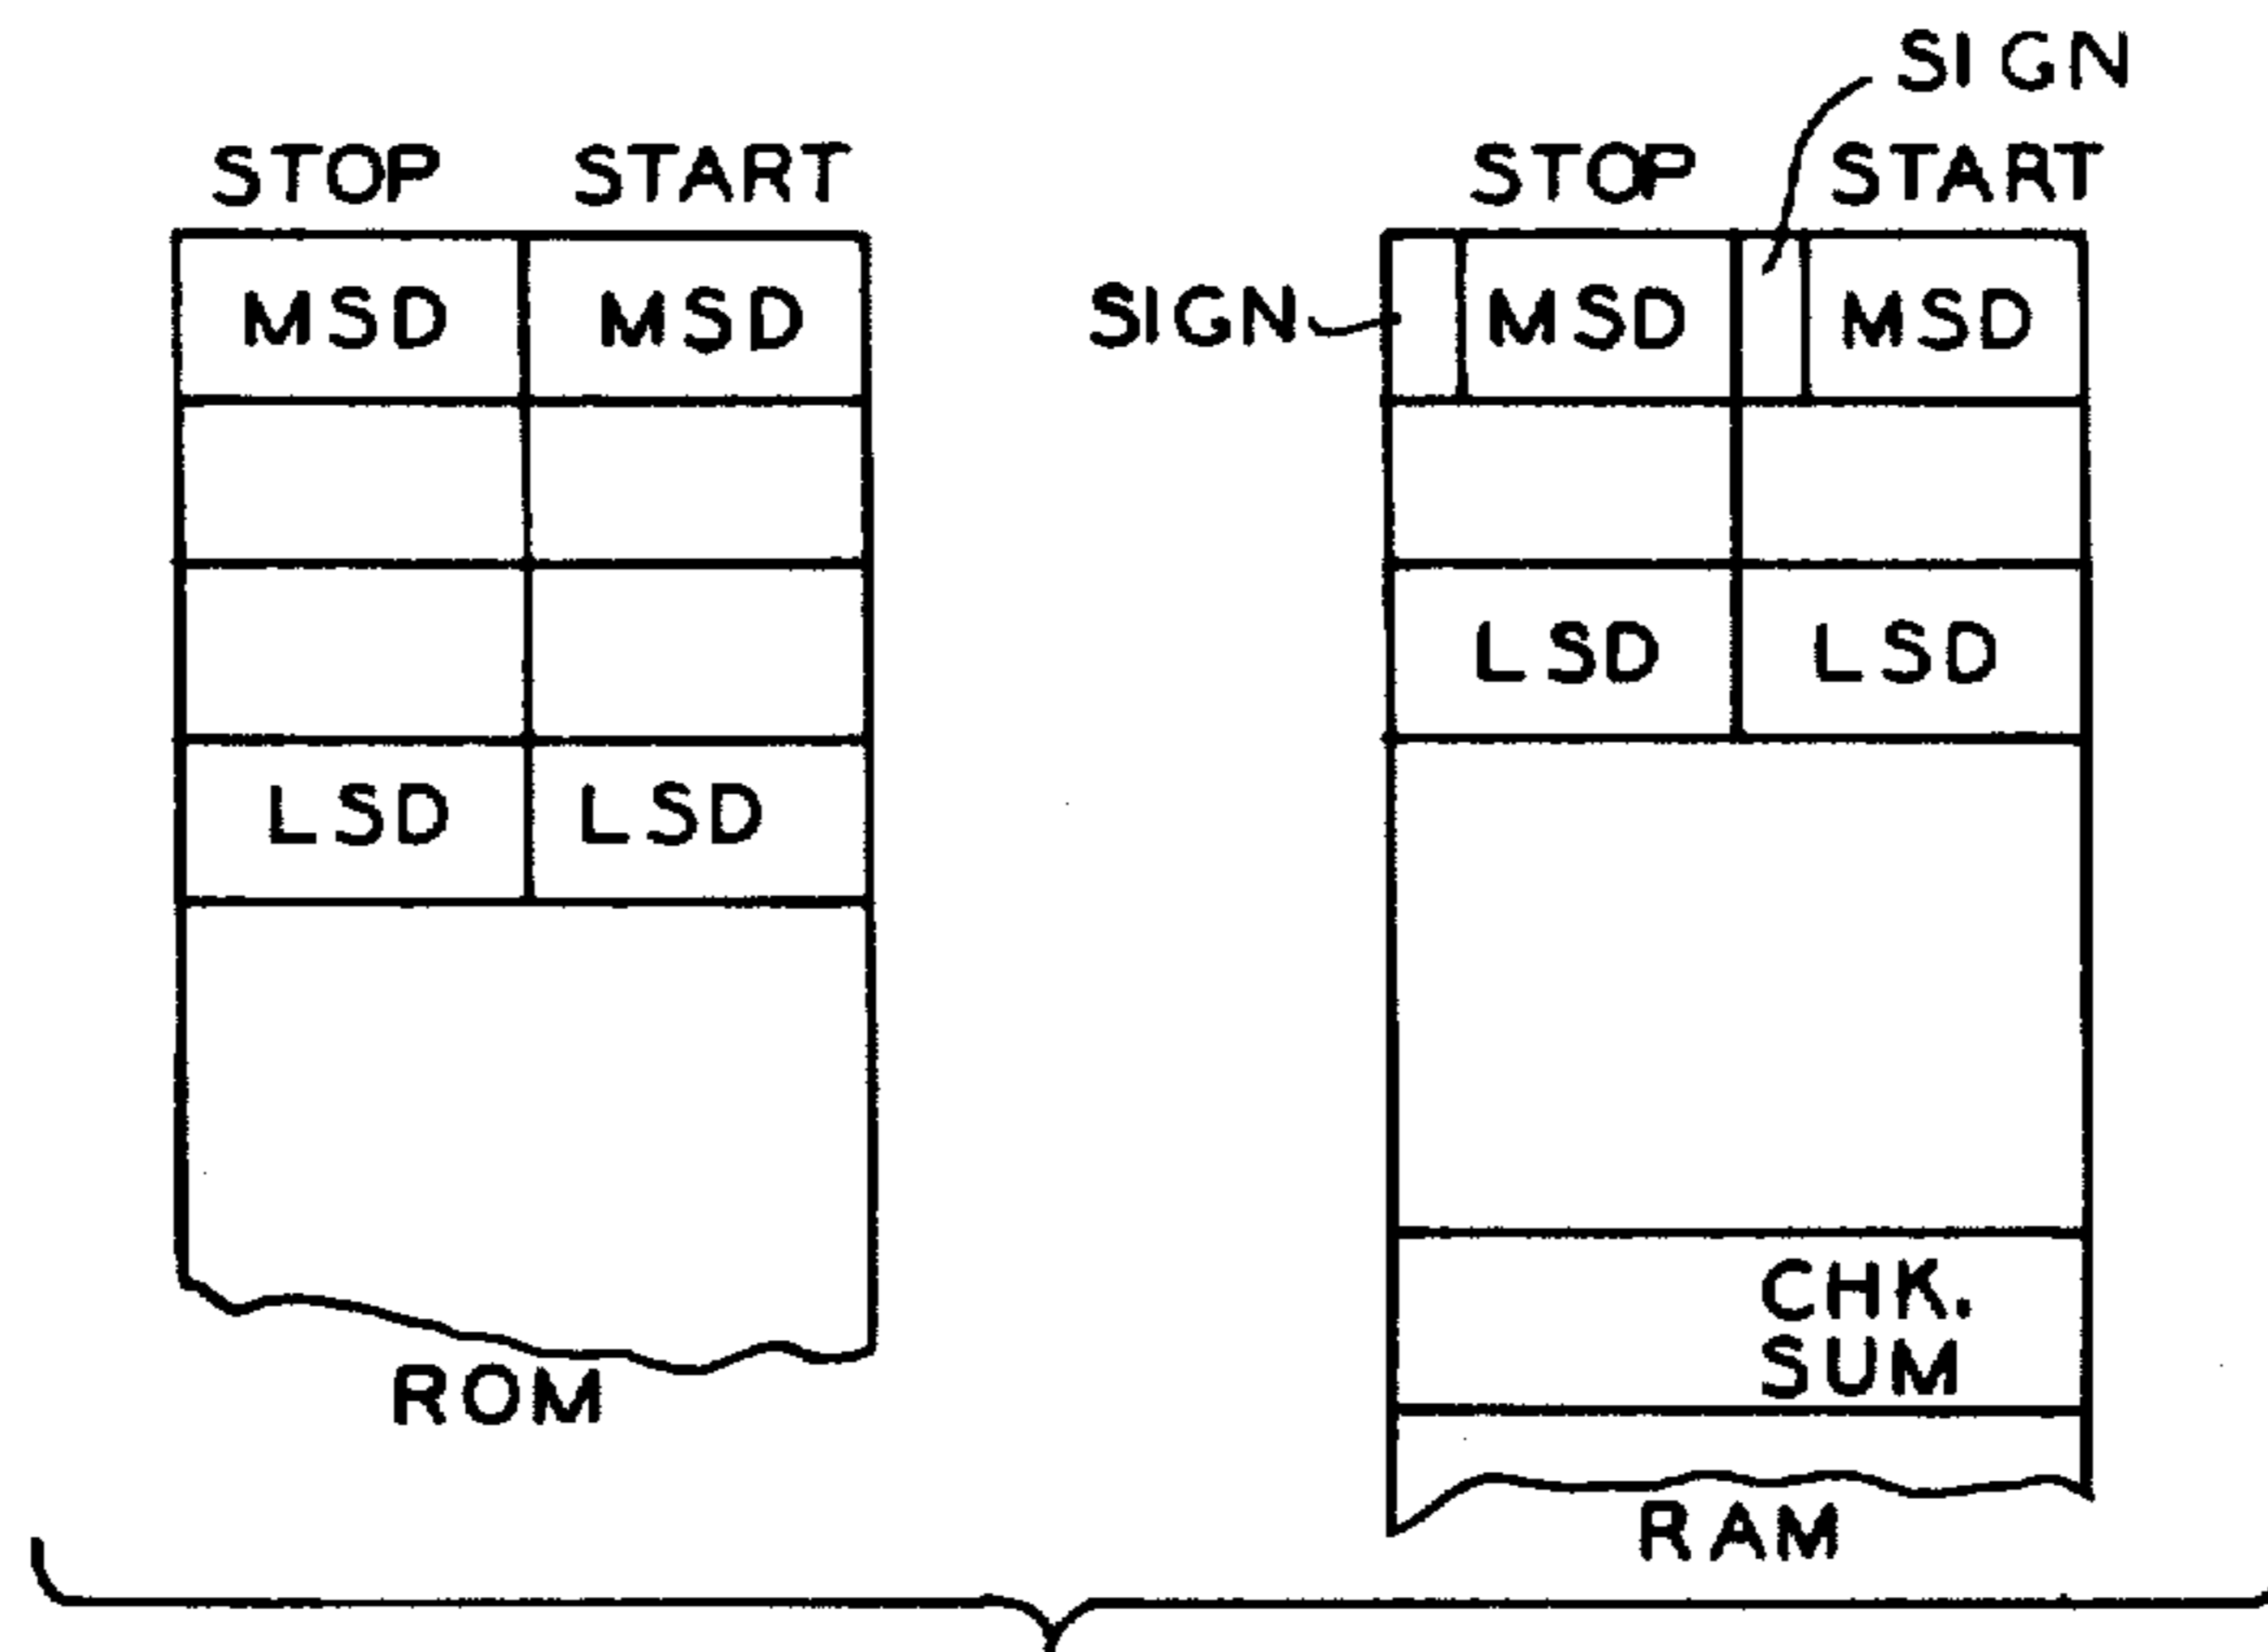 SIGN
STOP START
STOP START
MSD MSD
SIGN MSD MSD
LSD LSD
LSD LSD
CHK.
SUM
ROM
RAM